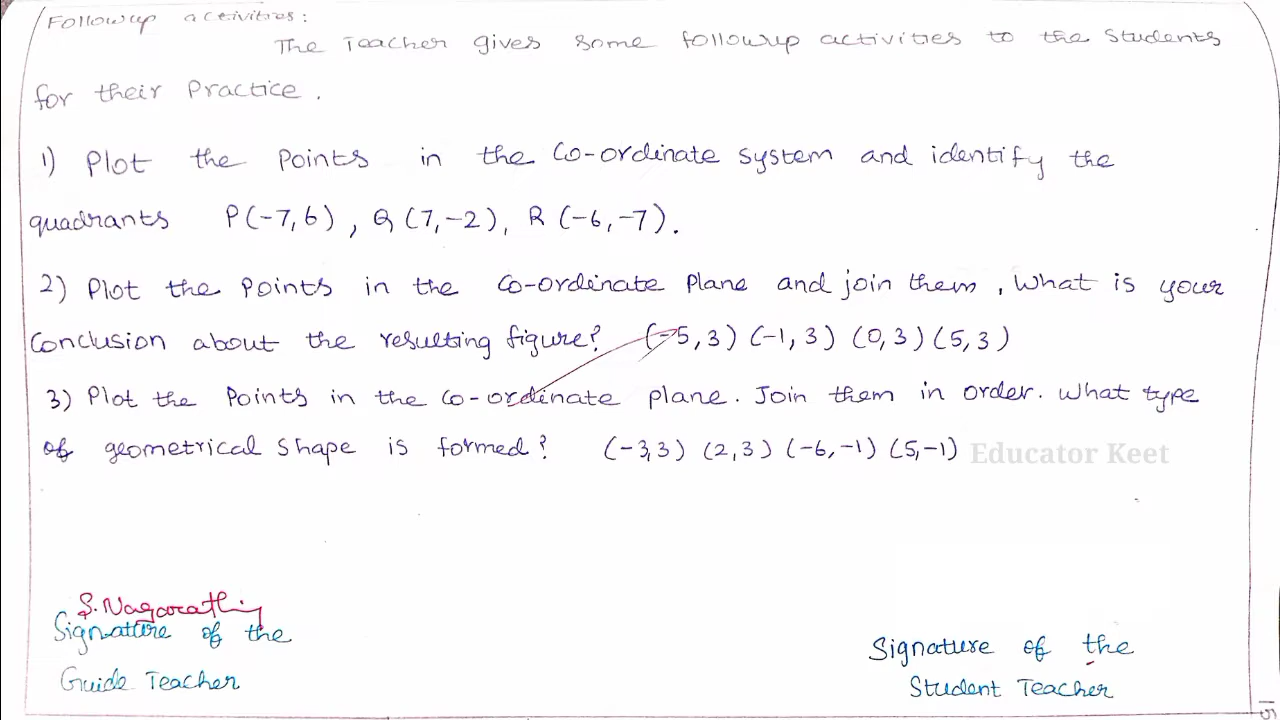 Followup activities:
The Teacher gives some followup activities to the students
for their Practice.
1) Plot the Points in the Co-ordinate system and identify the
quadrants P(-7,6), Q(7,-2), R(-6,-7).
2) Plot the Points in the Co-ordinate Plane and join them, What is your
Conclusion about the resulting figure? (-5,3) (-1,3) (0,3) (5,3)
3) Plot the Points in the Co-ordinate plane. Join them in order. What type
of geometrical shape is formed? (-3,3) (2,3) (-6,-1) (5,-1)
Educator Keet
S. Nagarathi
Signature of the
Guide Teacher
Signature of the
Student Teacher